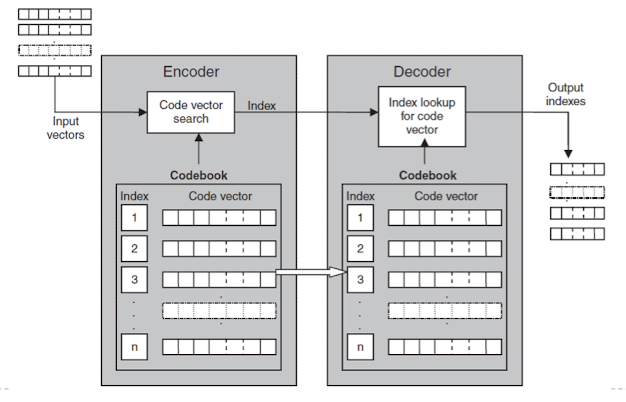 Encoder
Decoder
Input
vectors
Code vector
search
Index
Index lookup
for code
vector
Output
indexes
Codebook
Index
Code vector
1
2
3
n
Codebook
Index
Code vector
1
2
3
n